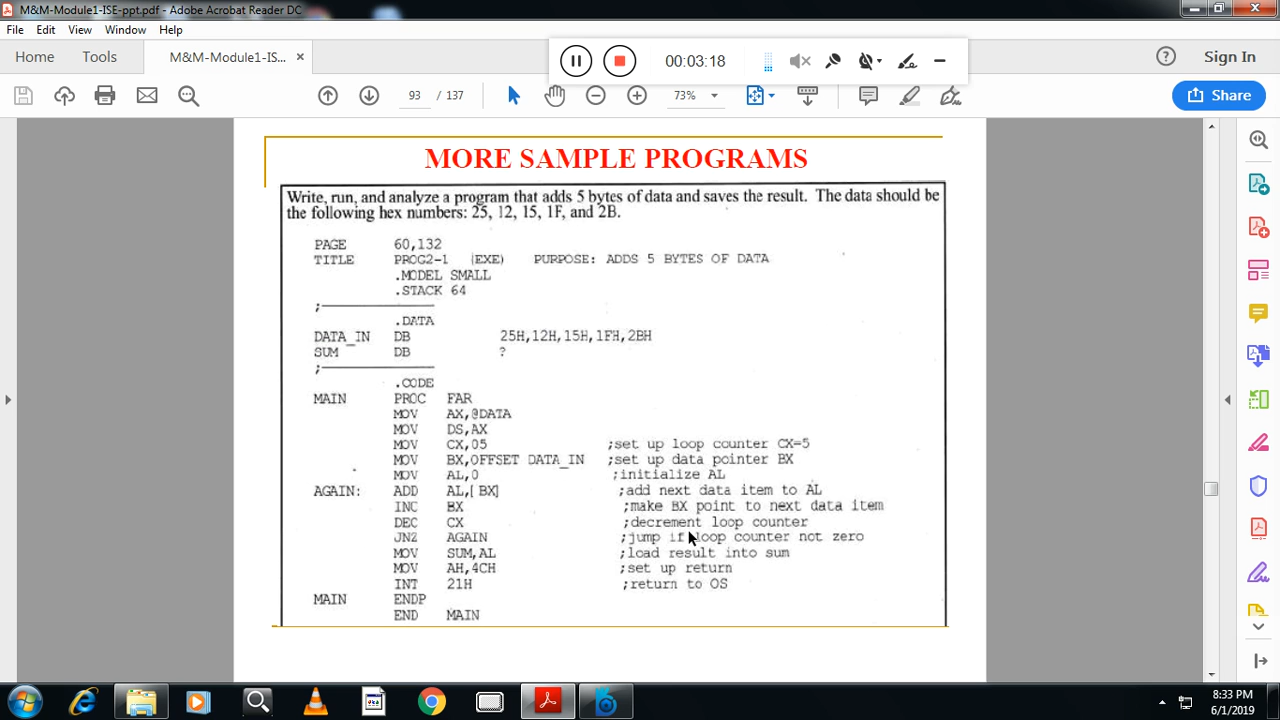 M&M-Module1-ISE-ppt.pdf - Adobe Acrobat Reader DC
File Edit View Window Help
Home Tools M&M-Module1-IS... × 00:03:18 Sign In
93 / 137 73% Share
MORE SAMPLE PROGRAMS
Write, run, and analyze a program that adds 5 bytes of data and saves the result. The data should be
the following hex numbers: 25, 12, 15, 1F, and 2B.
PAGE 60,132
TITLE PROG2-1 (EXE) PURPOSE: ADDS 5 BYTES OF DATA
.MODEL SMALL
.STACK 64
;
.DATA
DATA_IN DB 25H,12H,15H,1FH,2BH
SUM DB ?
;
.CODE
MAIN PROC FAR
MOV AX,@DATA
MOV DS,AX
MOV CX,05 ;set up loop counter CX=5
MOV BX,OFFSET DATA_IN ;set up data pointer BX
MOV AL,0 ;initialize AL
AGAIN: ADD AL,[BX] ;add next data item to AL
INC BX ;make BX point to next data item
DEC CX ;decrement loop counter
JNZ AGAIN ;jump if loop counter not zero
MOV SUM,AL ;load result into sum
MOV AH,4CH ;set up return
INT 21H ;return to OS
MAIN ENDP
END MAIN
8:33 PM
6/1/2019